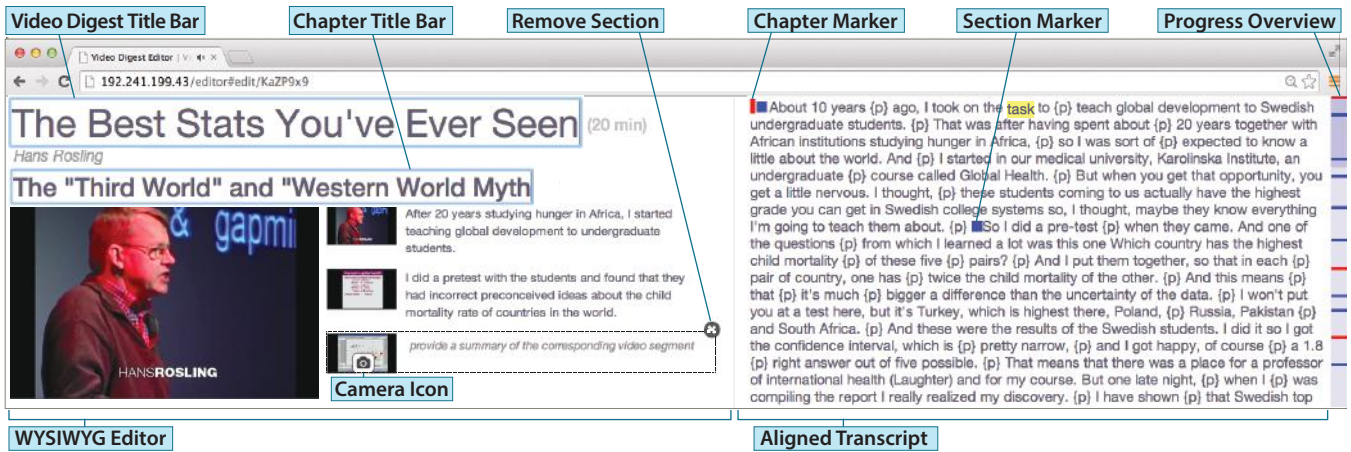 Video Digest Title Bar
Chapter Title Bar
Remove Section
Chapter Marker
Section Marker
Progress Overview
Video Digest Editor
192.241.199.43/editor#edit/KaZP9x9
The Best Stats You've Ever Seen (20 min)
Hans Rosling
The "Third World" and "Western World Myth
& gapmi
HANSROSLING
gap
After 20 years studying hunger in Africa, I started
teaching global development to undergraduate
students.
I did a pretest with the students and found that they
had incorrect preconceived ideas about the child
mortality rate of countries in the world.
provide a summary of the corresponding video segment
Camera Icon
About 10 years {p} ago, I took on the task to {p} teach global development to Swedish
undergraduate students. {p} That was after having spent about {p} 20 years together with
African institutions studying hunger in Africa, {p} so I was sort of {p} expected to know a
little about the world. And {p} I started in our medical university, Karolinska Institute, an
undergraduate {p} course called Global Health. {p} But when you get that opportunity, you
get a little nervous. I thought, {p} these students coming to us actually have the highest
grade you can get in Swedish college systems so, I thought, maybe they know everything
I'm going to teach them about. {p} So I did a pre-test {p} when they came. And one of
the questions {p} from which I learned a lot was this one Which country has the highest
child mortality {p} of these five {p} pairs? {p} And I put them together, so that in each {p}
pair of country, one has {p} twice the child mortality of the other. {p} And this means {p}
that {p} it's much {p} bigger a difference than the uncertainty of the data. {p} I won't put
you at a test here, but it's Turkey, which is highest there, Poland, {p} Russia, Pakistan {p}
and South Africa. {p} And these were the results of the Swedish students. I did it so I got
the confidence interval, which is {p} pretty narrow, {p} and I got happy, of course {p} a 1.8
{p} right answer out of five possible. {p} That means that there was a place for a professor
of international health (Laughter) and for my course. But one late night, {p} when I {p} was
compiling the report I really realized my discovery. {p} I have shown {p} that Swedish top
WYSIWYG Editor
Aligned Transcript